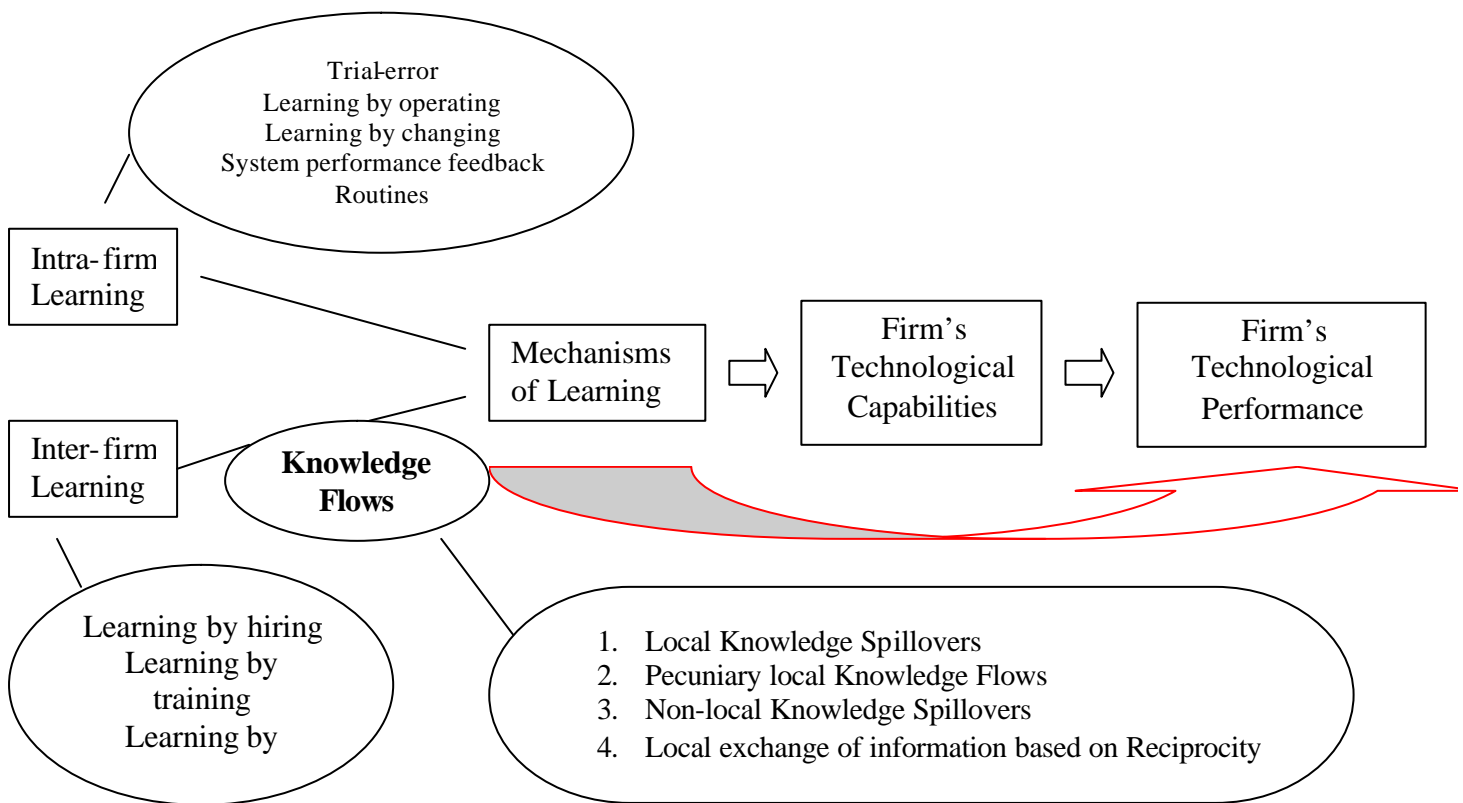 Trial-error
Learning by operating
Learning by changing
System performance feedback
Routines
Intra-firm
Learning
Mechanisms
of Learning
Firm's
Technological
Capabilities
Firm's
Technological
Performance
Inter-firm
Learning
Knowledge
Flows
Learning by hiring
Learning by
training
Learning by
1. Local Knowledge Spillovers
2. Pecuniary local Knowledge Flows
3. Non-local Knowledge Spillovers
4. Local exchange of information based on Reciprocity